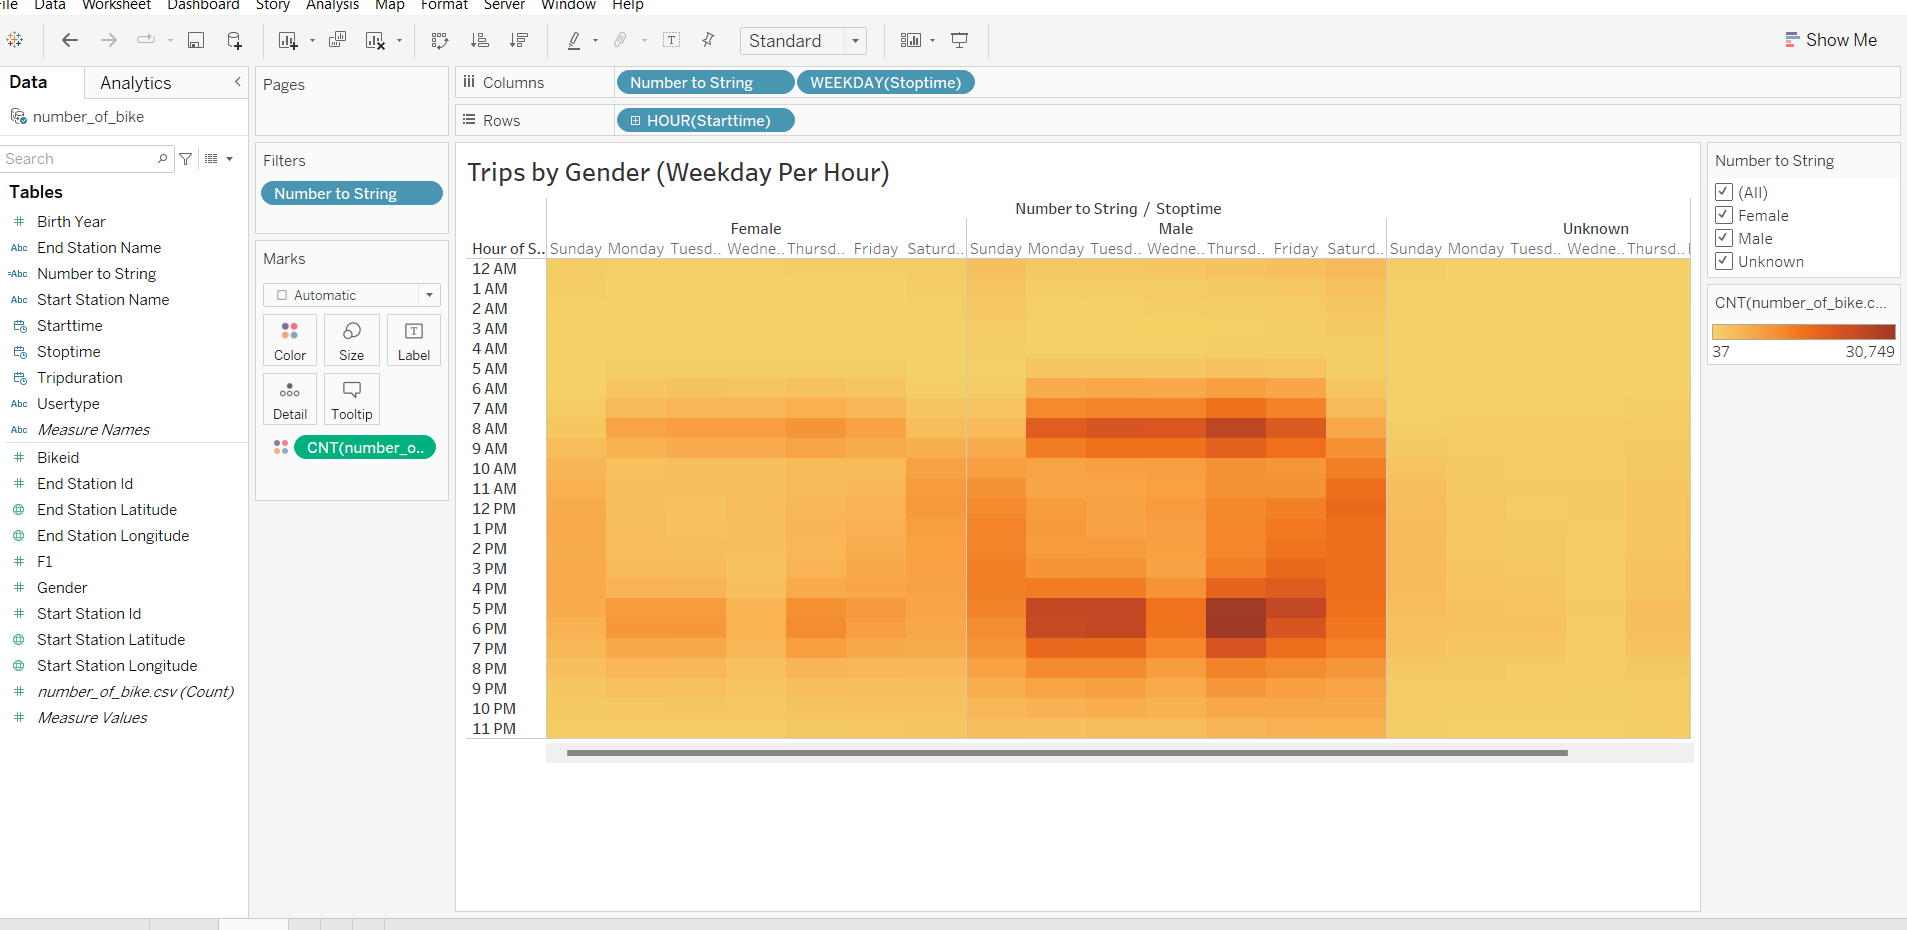 File Data Worksheet Dashboard Story Analysis Map Format Server Window Help
Standard
Show Me
Data Analytics
number_of_bike
Search
Tables
Birth Year
Abc End Station Name
=Abc Number to String
Abc Start Station Name
Starttime
Stoptime
Tripduration
Abc Usertype
Abc Measure Names
Bikeid
End Station Id
End Station Latitude
End Station Longitude
F1
Gender
Start Station Id
Start Station Latitude
Start Station Longitude
number_of_bike.csv (Count)
Measure Values
Pages
Filters
Number to String
Marks
Automatic
Color Size Label
Detail Tooltip
CNT(number_o..
Columns Number to String WEEKDAY(Stoptime)
Rows HOUR(Starttime)
Trips by Gender (Weekday Per Hour)
Number to String / Stoptime
Female Male Unknown
Hour of S.. Sunday Monday Tuesd.. Wedne.. Thursd.. Friday Saturd.. Sunday Monday Tuesd.. Wedne.. Thursd.. Friday Saturd.. Sunday Monday Tuesd.. Wedne.. Thursd..
12 AM
1 AM
2 AM
3 AM
4 AM
5 AM
6 AM
7 AM
8 AM
9 AM
10 AM
11 AM
12 PM
1 PM
2 PM
3 PM
4 PM
5 PM
6 PM
7 PM
8 PM
9 PM
10 PM
11 PM
Number to String
(All)
Female
Male
Unknown
CNT(number_of_bike.c...
37 30,749